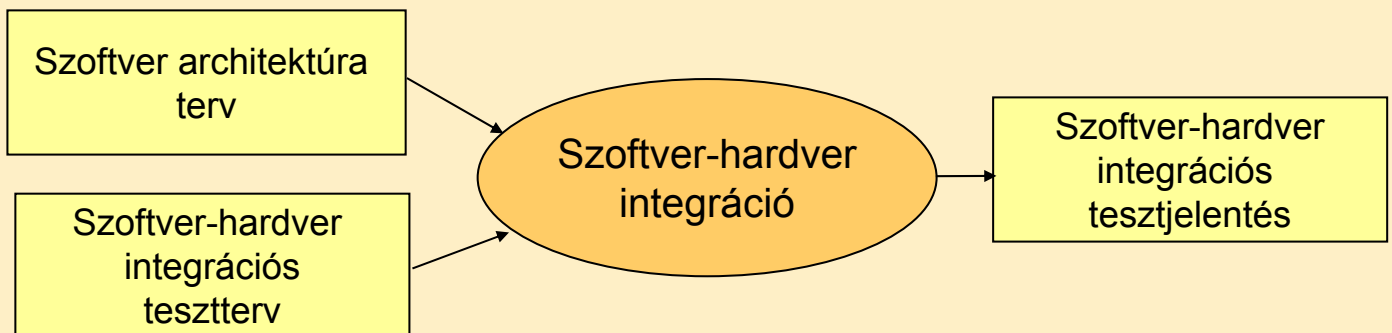 Szoftver architektúra
terv
Szoftver-hardver
integrációs
tesztterv
Szoftver-hardver
integráció
Szoftver-hardver
integrációs
tesztjelentés